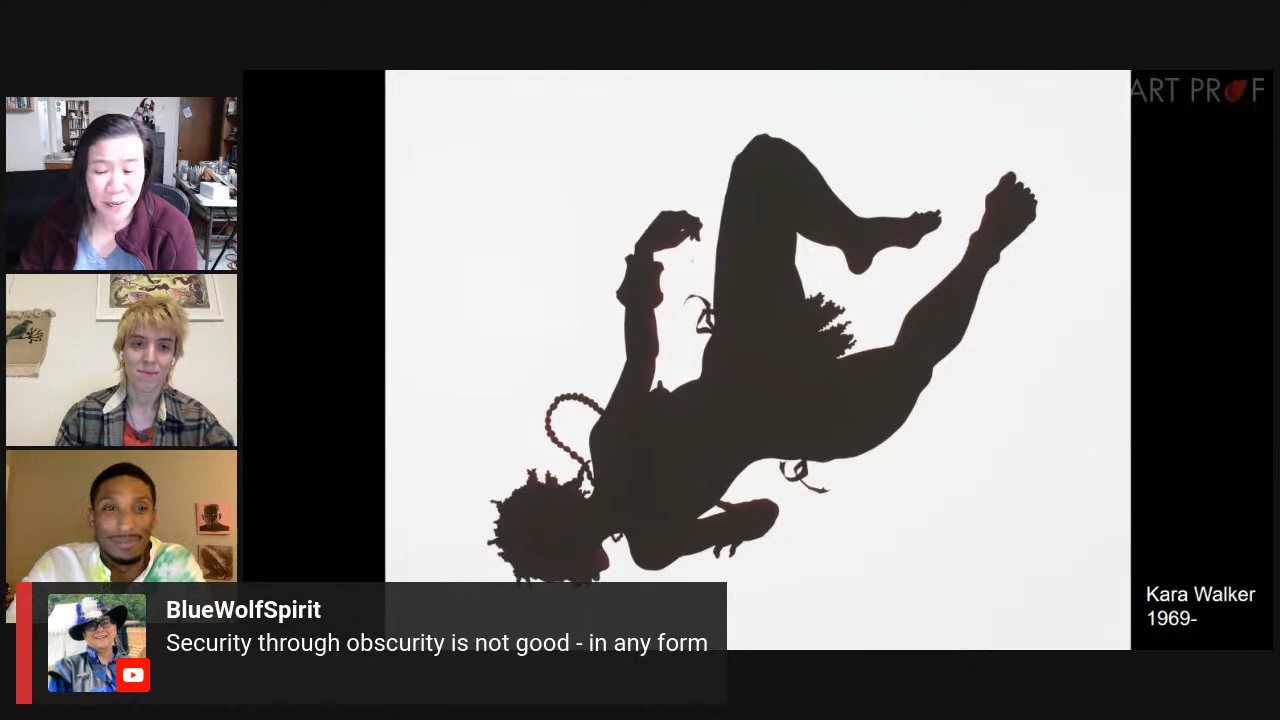 ART PROF
Kara Walker
1969-
BlueWolfSpirit
Security through obscurity is not good - in any form